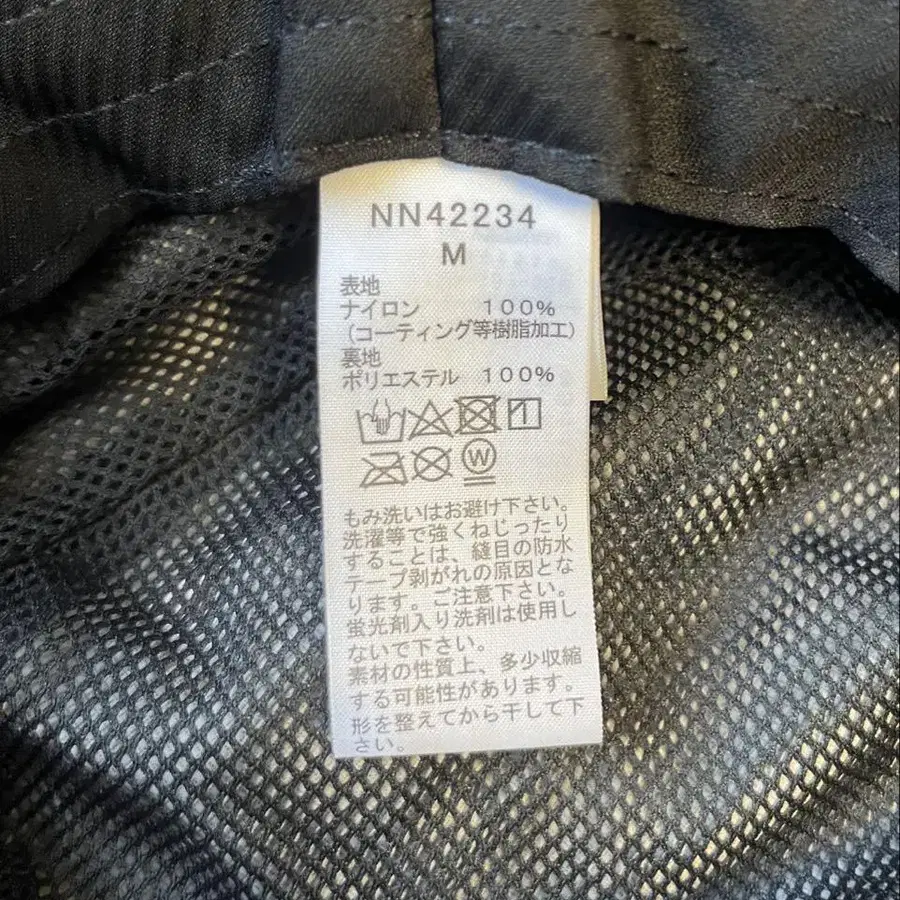 NN42234
M
表地
ナイロン 100%
(コーティング等樹脂加工)
裏地
ポリエステル 100%
W
もみ洗いはお避け下さい。
洗濯等で強くねじったり
することは、縫目の防水
テープ剥がれの原因とな
ります。ご注意下さい。
蛍光剤入り洗剤は使用し
ないで下さい。
素材の性質上、多少収縮
する可能性があります。
形を整えてから干して下
さい。